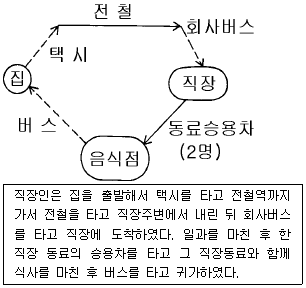 전 철
회사버스
택 시
집
직장
버 스
동료승용차
(2명)
음식점
직장인은 집을 출발해서 택시를 타고 전철역까지
가서 전철을 타고 직장주변에서 내린 뒤 회사버스
를 타고 직장에 도착하였다. 일과를 마친 후 한
직장 동료의 승용차를 타고 그 직장동료와 함께
식사를 마친 후 버스를 타고 귀가하였다.